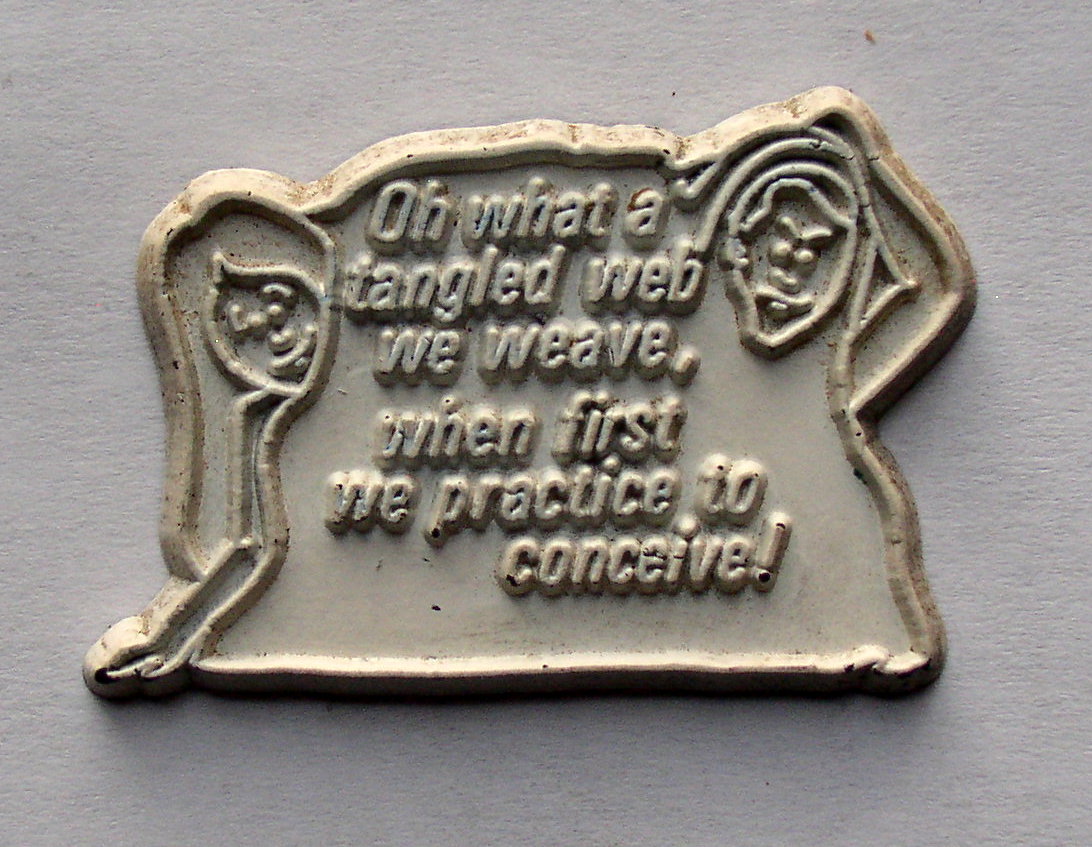 Oh what a
tangled web
we weave,
when first
we practice to
conceive!